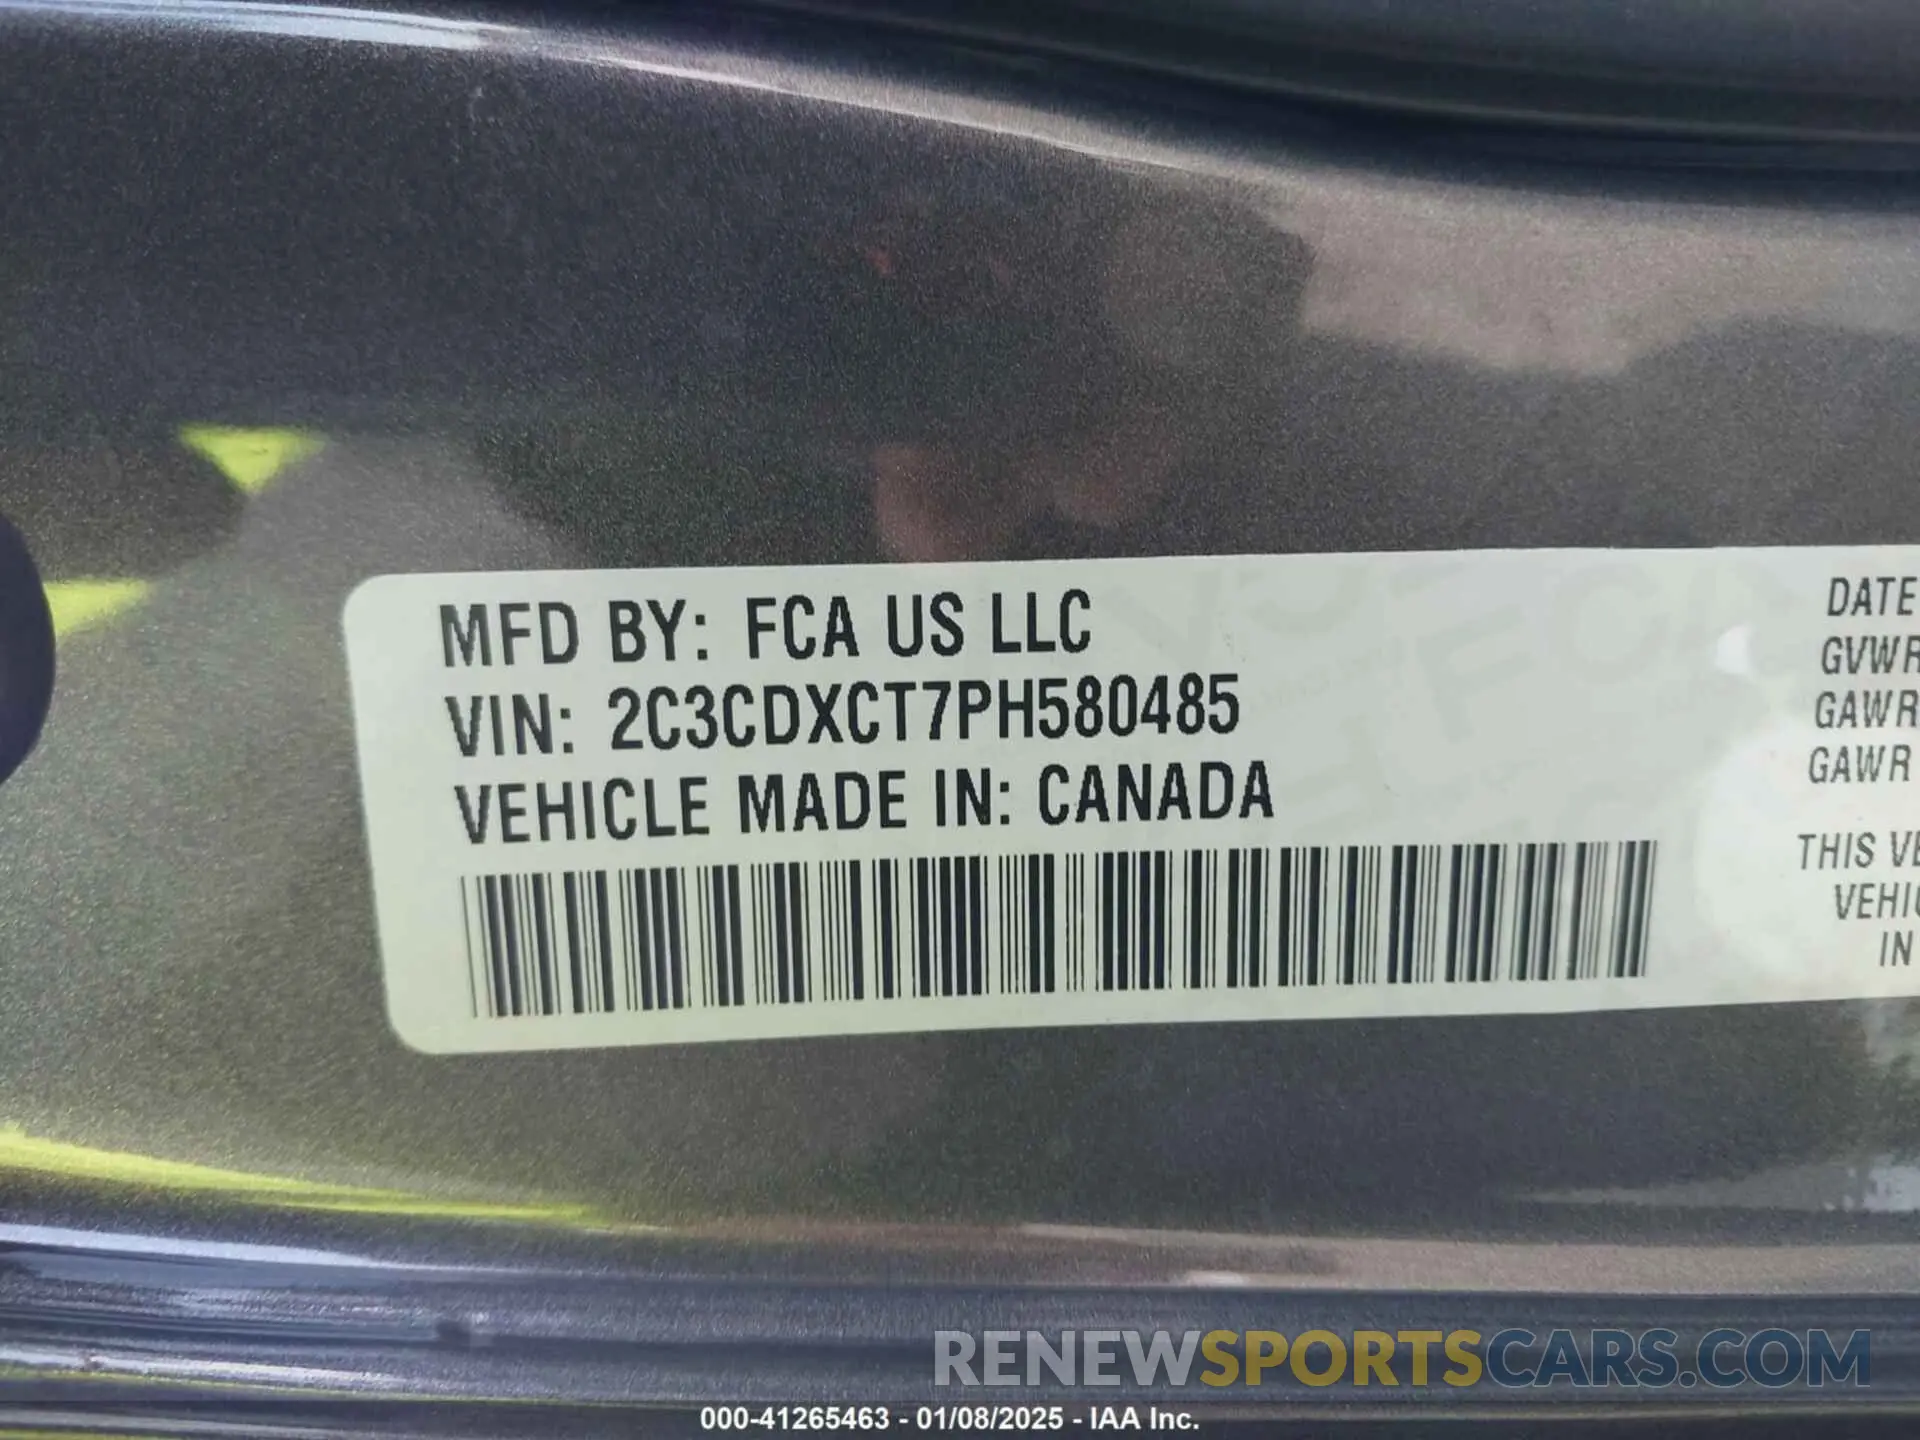 MFD BY: FCA US LLC
VIN: 2C3CDXCT7PH580485
VEHICLE MADE IN: CANADA
DATE
GVWR
GAWR
GAWR
THIS VE
VEHIC
IN
RENEWSPORTSCARS.COM
000-41265463 - 01/08/2025 - IAA Inc.